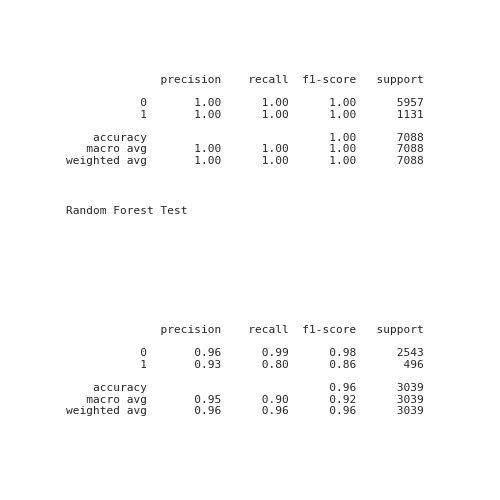 precision    recall  f1-score   support
           0       1.00      1.00      1.00      5957
           1       1.00      1.00      1.00      1131
    accuracy                           1.00      7088
   macro avg       1.00      1.00      1.00      7088
weighted avg       1.00      1.00      1.00      7088
Random Forest Test
              precision    recall  f1-score   support
           0       0.96      0.99      0.98      2543
           1       0.93      0.80      0.86       496
    accuracy                           0.96      3039
   macro avg       0.95      0.90      0.92      3039
weighted avg       0.96      0.96      0.96      3039